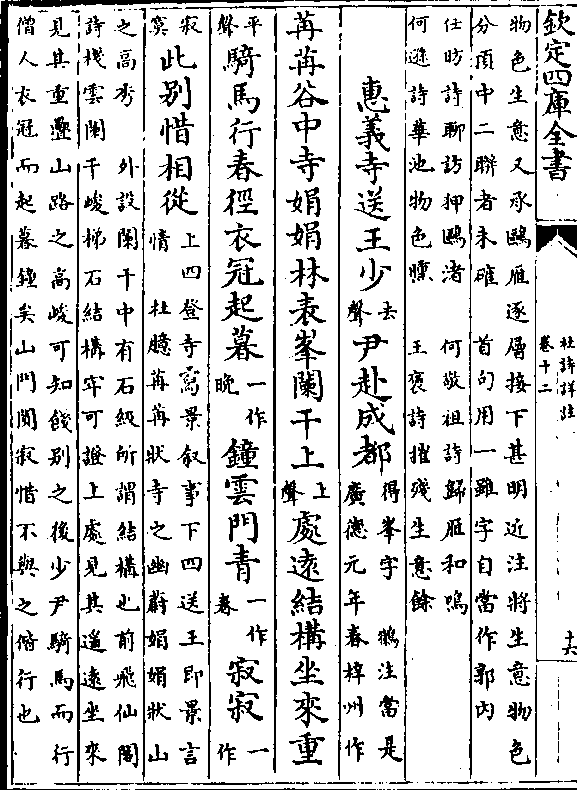 欽定四庫全書
杜詩詳註
卷十二
十六
物色生意又承鷗雁逐層接下甚明近注將生意物色
分頂中二聯者未確　首句用一雖字自當作郭内
任昉詩聊訪狎鷗渚　何敬祖詩歸雁和鳴
何遜詩華池物色曛　王褒詩摧殘生意餘
惠義寺送王少去聲尹赴成都得峯字　鶴注當是廣德元年春梓州作
苒苒谷中寺娟娟林表峯闌干上上聲處遠結構坐來重
平聲騎馬行春徑衣冠起暮一作晚鐘雲門青一作春寂寂一作
寂寞此别惜相從上四登寺寫景叙事下四送王即景言情　杜臆苒苒狀寺之幽蔚娟娟狀山
之高秀　外設闌干中有石級所謂結構也前飛仙閣
詩棧雲闌干峻梯石結構牢可證上處見其遥遠坐來
見其重疊山路之高峻可知餞别之後少尹騎馬而行
僧人衣冠而起暮鐘矣山門闃寂惜不與之偕行也